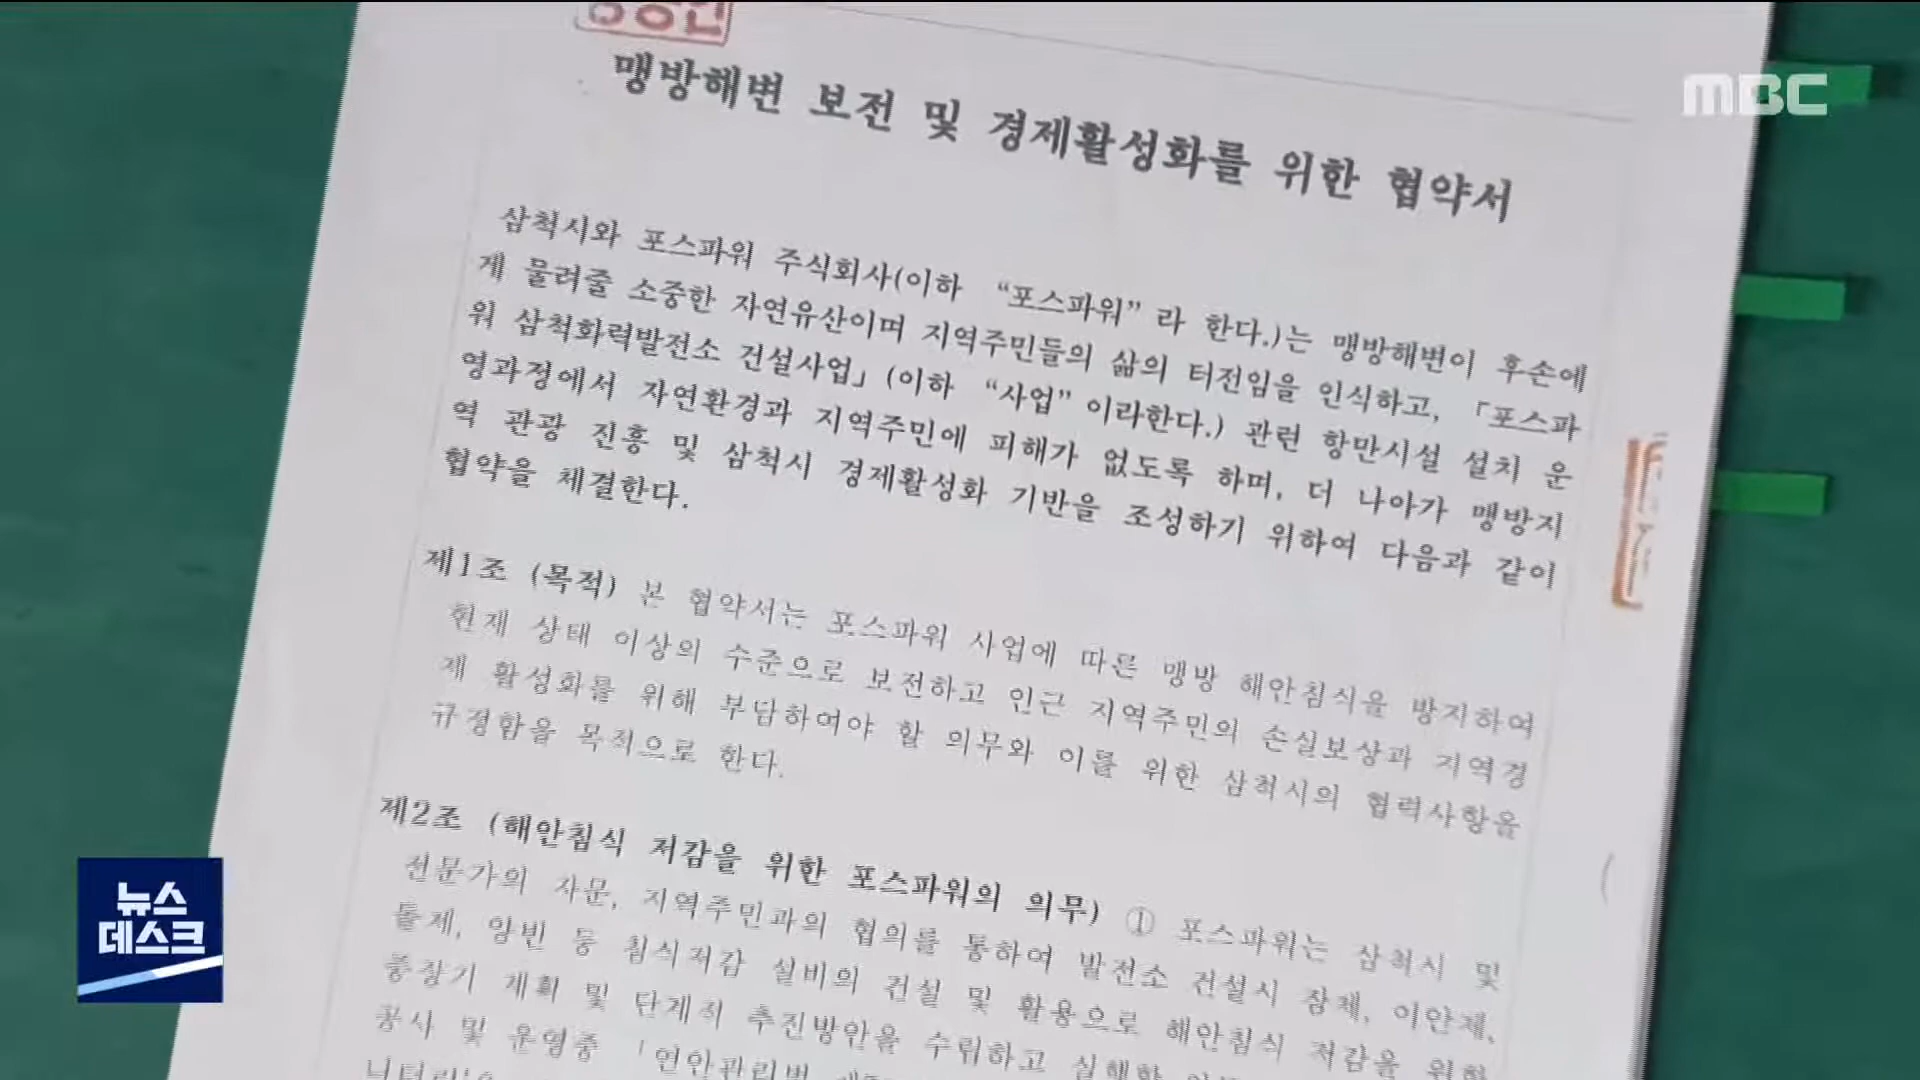 MBC
맹방해변 보전 및 경제활성화를 위한 협약서
삼척시와 포스파워 주식회사(이하 “포스파워”라 한다.)는 맹방해변이 후손에
게 물려줄 소중한 자연유산이며 지역주민들의 삶의 터전임을 인식하고, 「포스파
워 삼척화력발전소 건설사업」(이하 “사업”이라한다.) 관련 항만시설 설치 운
영과정에서 자연환경과 지역주민에 피해가 없도록 하며, 더 나아가 맹방지
역 관광 진흥 및 삼척시 경제활성화 기반을 조성하기 위하여 다음과 같이
협약을 체결한다.
제1조 (목적) 본 협약서는 포스파워 사업에 따른 맹방 해안침식을 방지하여
현재 상태 이상의 수준으로 보전하고 인근 지역주민의 손실보상과 지역경
제 활성화를 위해 부담하여야 할 의무와 이를 위한 삼척시의 협력사항을
규정함을 목적으로 한다.
제2조 (해안침식 저감을 위한 포스파워의 의무) ① 포스파워는 삼척시 및
전문가의 자문, 지역주민과의 협의를 통하여 발전소 건설시 잠제, 이안제,
돌제, 양빈 등 침식저감 설비의 건설 및 활용으로 해안침식 저감을 위한
중장기 계획 및 단계적 추진방안을 수립하고 실행할
공사 및 운영중 「연안관리법
뉴스
데스크